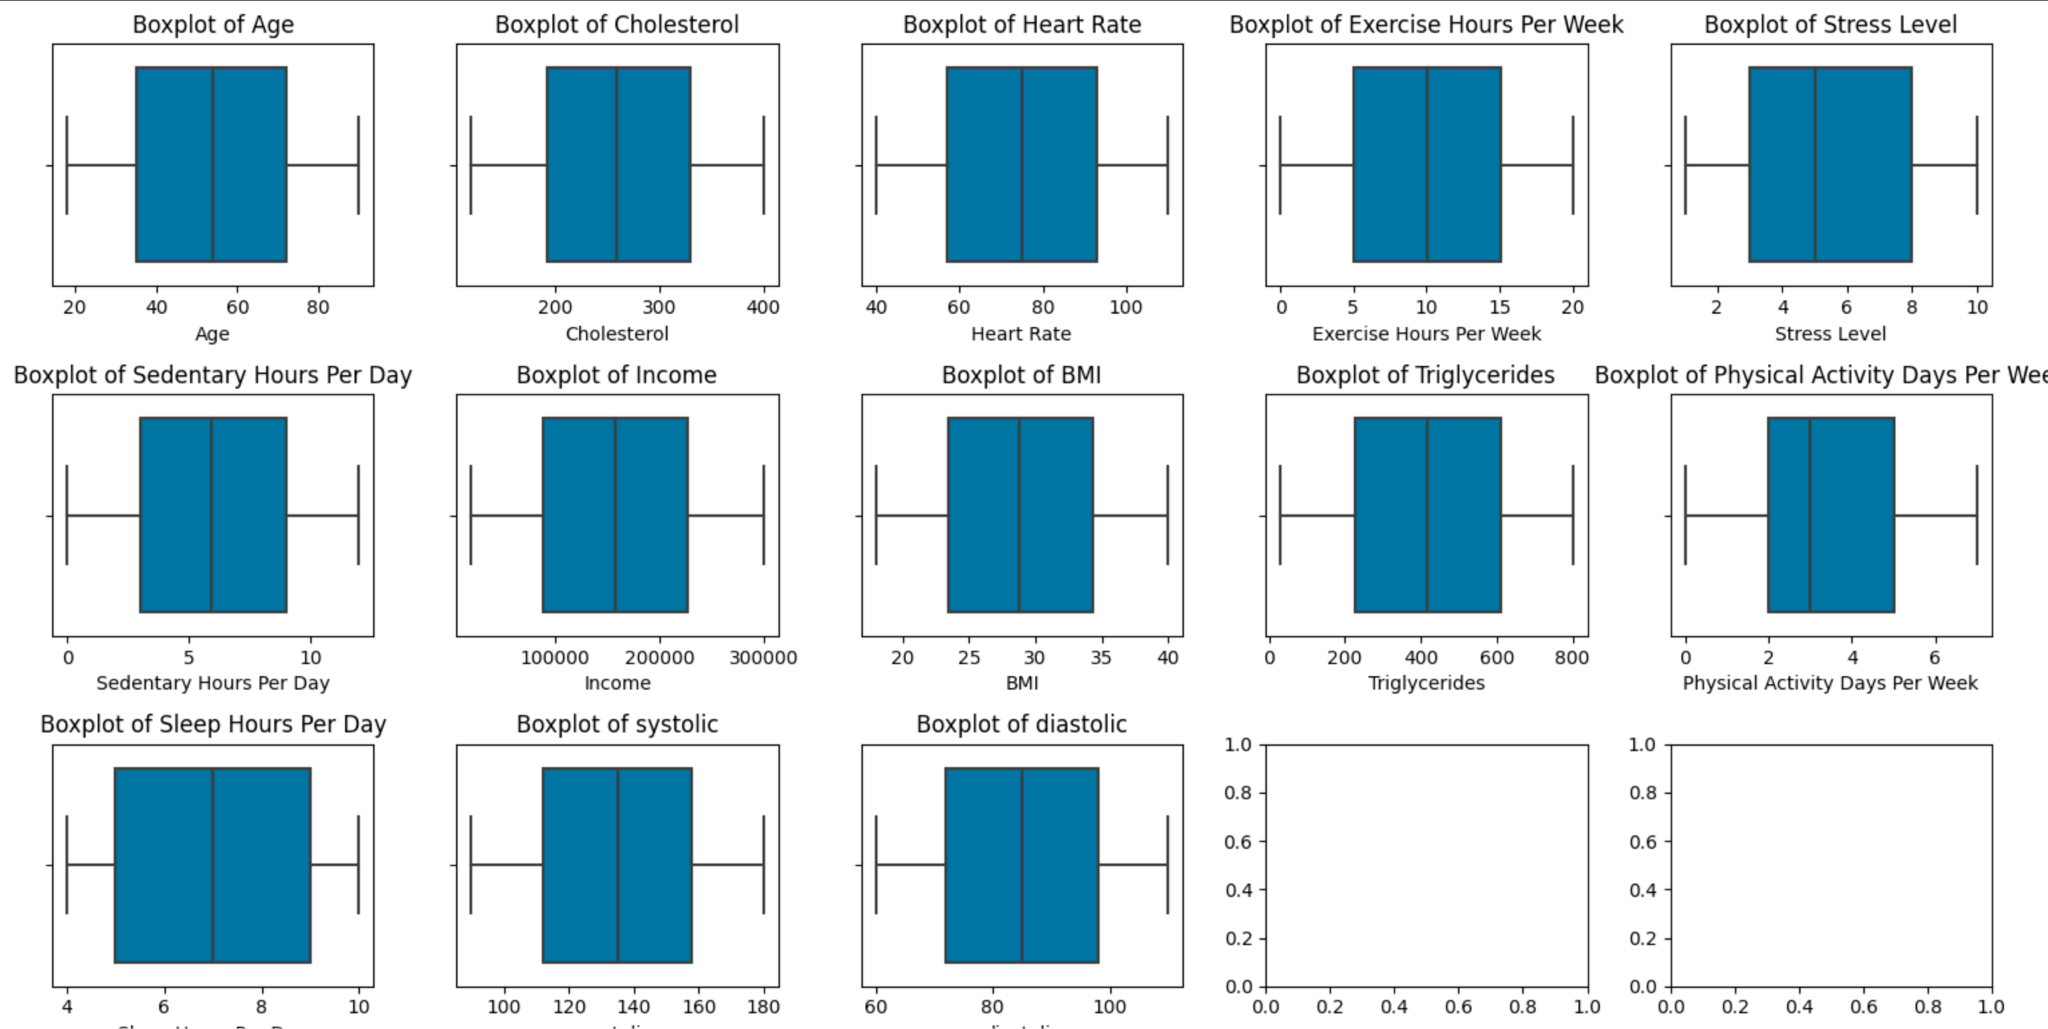 Boxplot of Age
20 40 60 80
Age
Boxplot of Cholesterol
200 300 400
Cholesterol
Boxplot of Heart Rate
40 60 80 100
Heart Rate
Boxplot of Exercise Hours Per Week
0 5 10 15 20
Exercise Hours Per Week
Boxplot of Stress Level
2 4 6 8 10
Stress Level
Boxplot of Sedentary Hours Per Day
0 5 10
Sedentary Hours Per Day
Boxplot of Income
100000 200000 300000
Income
Boxplot of BMI
20 25 30 35 40
BMI
Boxplot of Triglycerides
0 200 400 600 800
Triglycerides
Boxplot of Physical Activity Days Per Wee
0 2 4 6
Physical Activity Days Per Week
Boxplot of Sleep Hours Per Day
4 6 8 10
Boxplot of systolic
100 120 140 160 180
Boxplot of diastolic
60 80 100
1.0
0.8
0.6
0.4
0.2
0.0
0.0 0.2 0.4 0.6 0.8 1.0
1.0
0.8
0.6
0.4
0.2
0.0
0.0 0.2 0.4 0.6 0.8 1.0